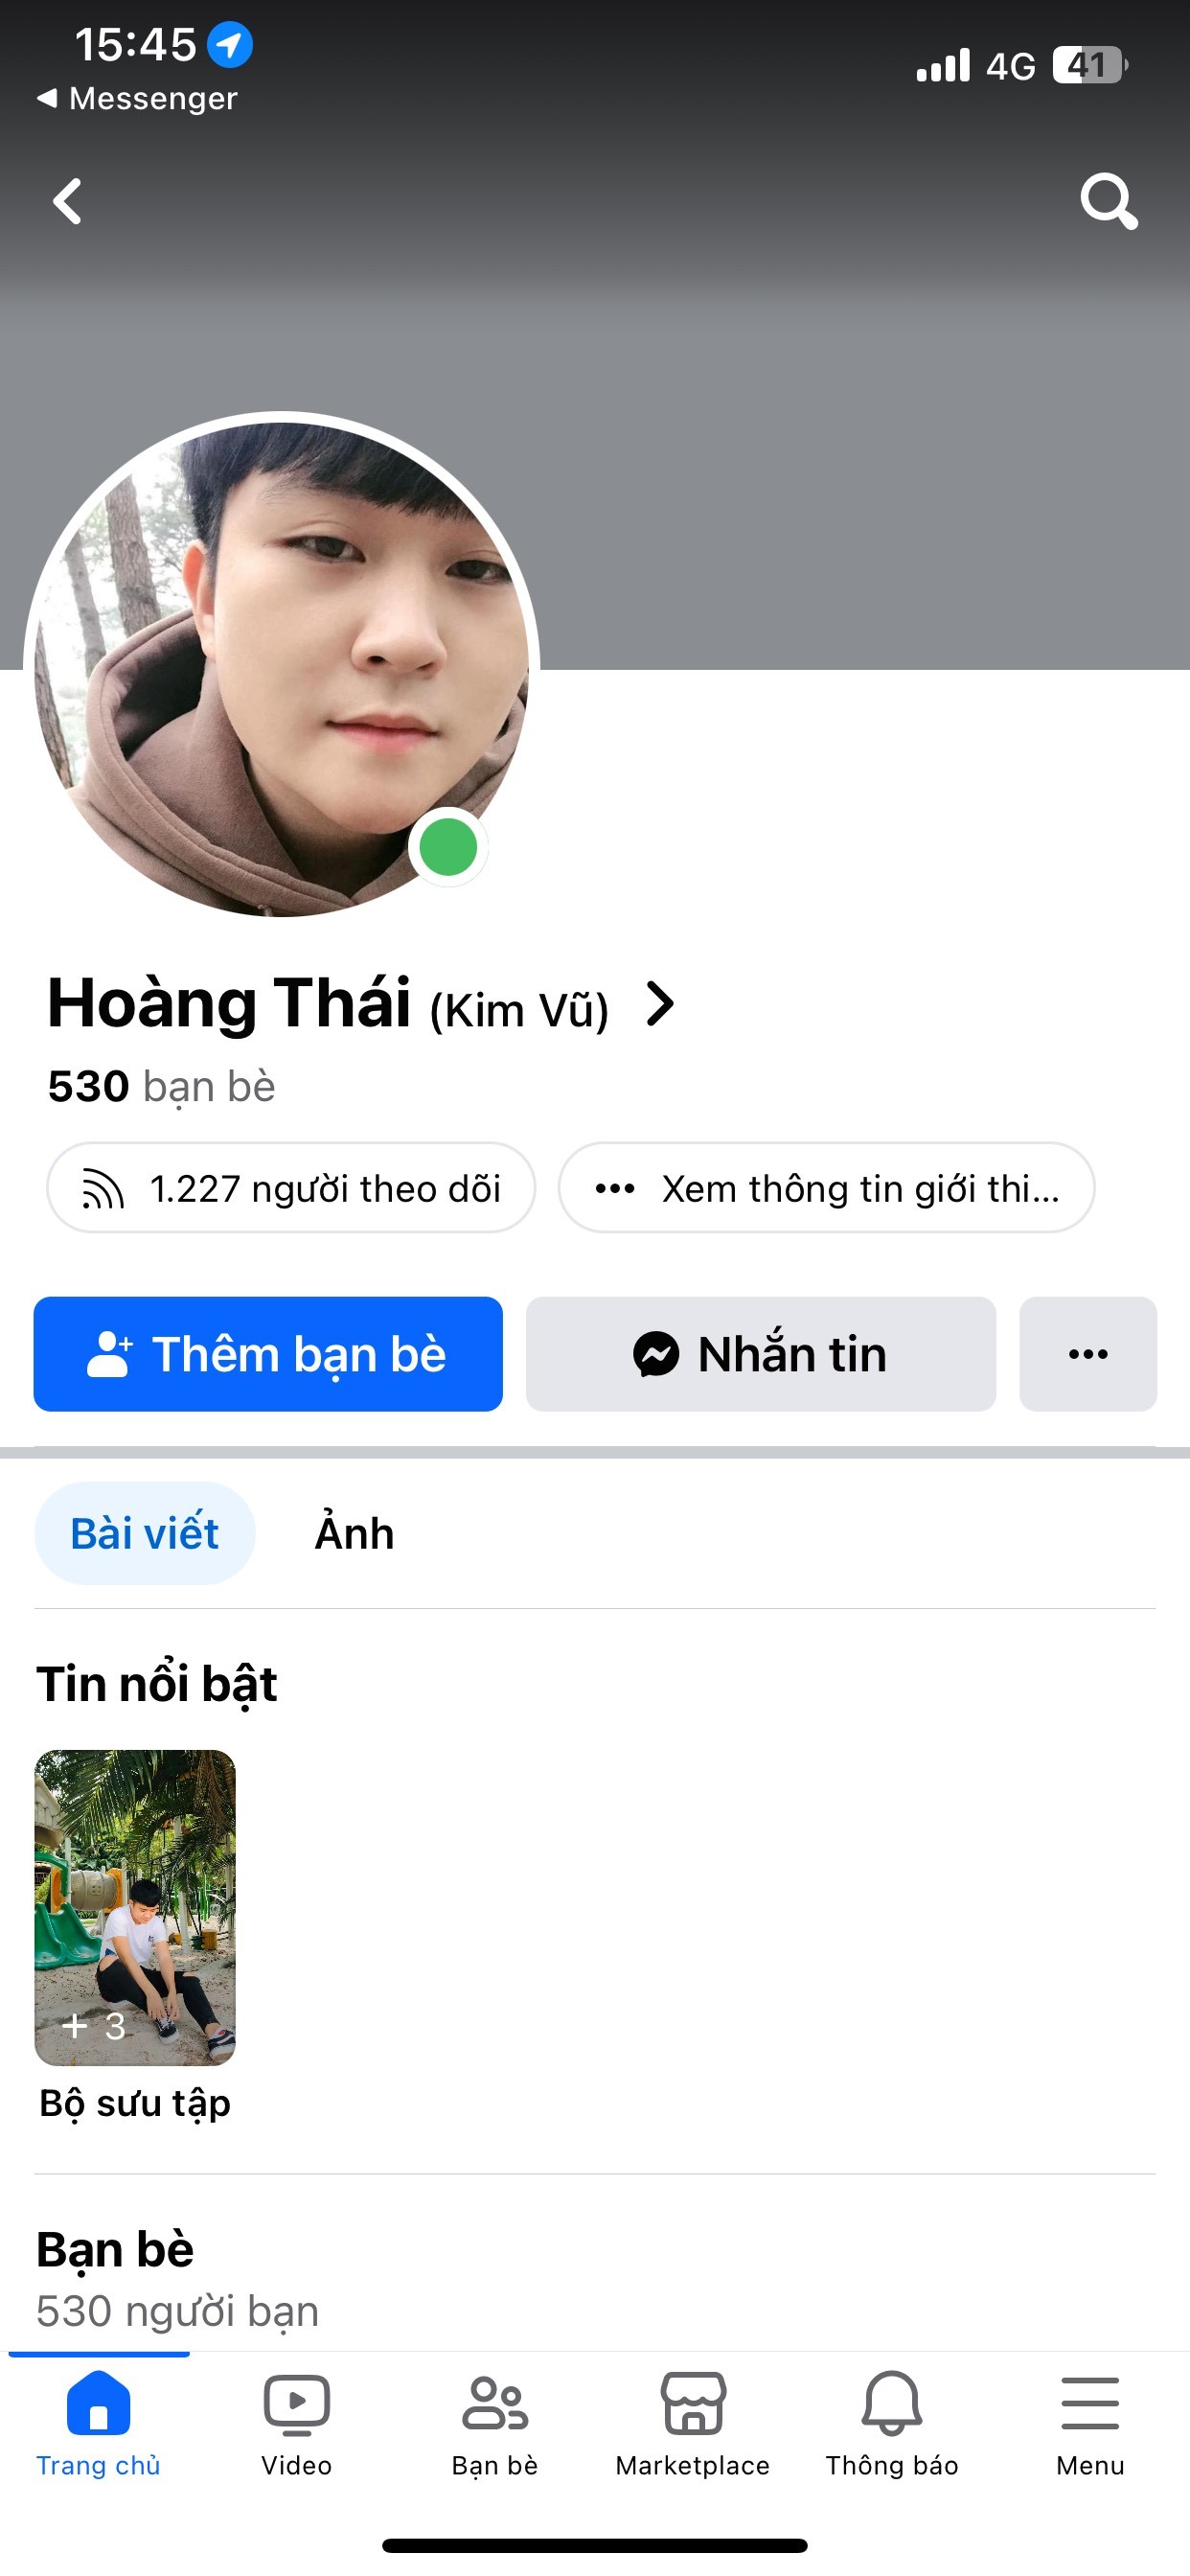 15:45
4G 41
Messenger
Hoàng Thái (Kim Vũ)
530 bạn bè
1.227 người theo dõi
Xem thông tin giới thi...
Thêm bạn bè
Nhắn tin
Bài viết
Ảnh
Tin nổi bật
+ 3
Bộ sưu tập
Bạn bè
530 người bạn
Trang chủ
Video
Bạn bè
Marketplace
Thông báo
Menu